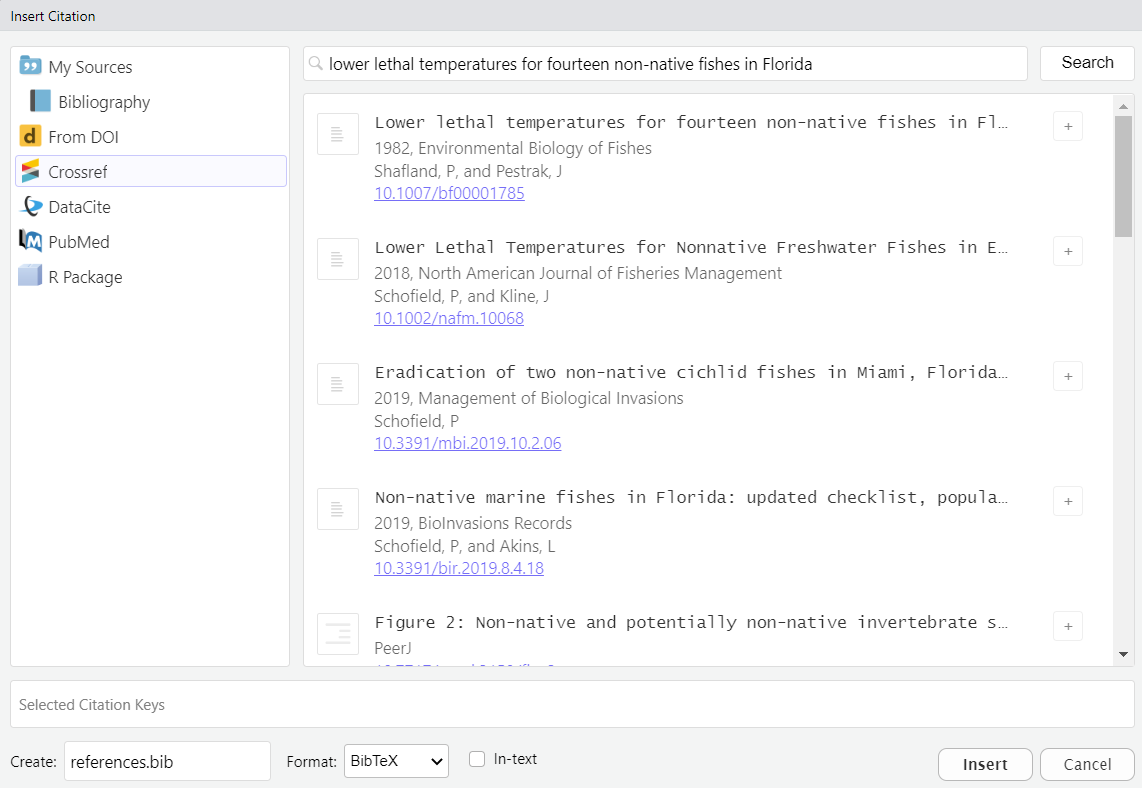 Insert Citation
My Sources
Bibliography
From DOI
Crossref
DataCite
PubMed
R Package
lower lethal temperatures for fourteen non-native fishes in Florida
Search
Lower lethal temperatures for fourteen non-native fishes in Fl…
1982, Environmental Biology of Fishes
Shafland, P, and Pestrak, J
10.1007/bf00001785
+
Lower Lethal Temperatures for Nonnative Freshwater Fishes in E…
2018, North American Journal of Fisheries Management
Schofield, P, and Kline, J
10.1002/nafm.10068
+
Eradication of two non-native cichlid fishes in Miami, Florida…
2019, Management of Biological Invasions
Schofield, P
10.3391/mbi.2019.10.2.06
+
Non-native marine fishes in Florida: updated checklist, popula…
2019, BioInvasions Records
Schofield, P, and Akins, L
10.3391/bir.2019.8.4.18
+
Figure 2: Non-native and potentially non-native invertebrate s…
PeerJ
+
Selected Citation Keys
Create: references.bib Format: BibTeX In-text
Insert Cancel